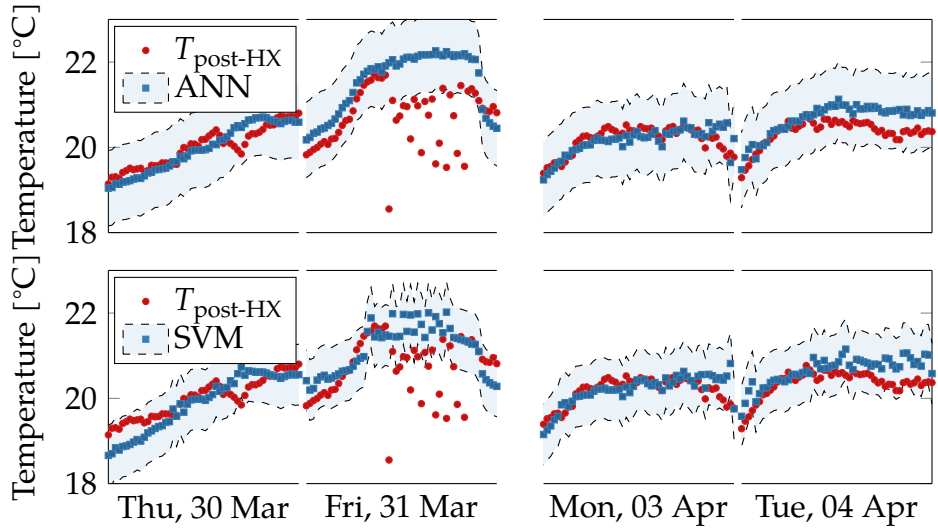 Temperature [°C]
22
20
18
T_post-HX
ANN
Temperature [°C]
22
20
18
T_post-HX
SVM
Thu, 30 Mar
Fri, 31 Mar
Mon, 03 Apr
Tue, 04 Apr